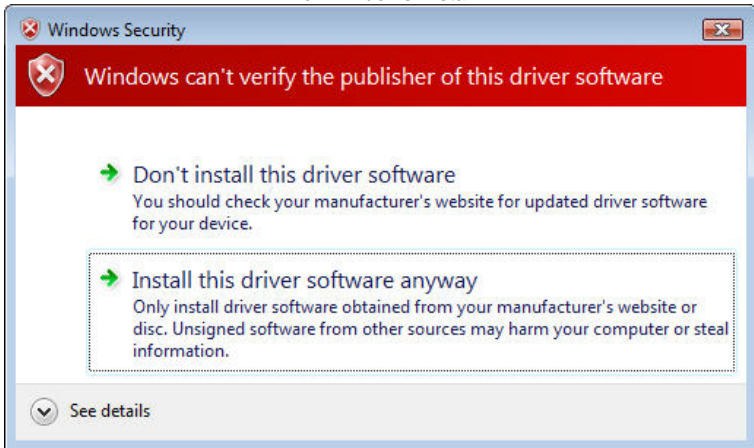 Windows Security
Windows can't verify the publisher of this driver software
Don't install this driver software
You should check your manufacturer's website for updated driver software
for your device.
Install this driver software anyway
Only install driver software obtained from your manufacturer's website or
disc. Unsigned software from other sources may harm your computer or steal
information.
See details